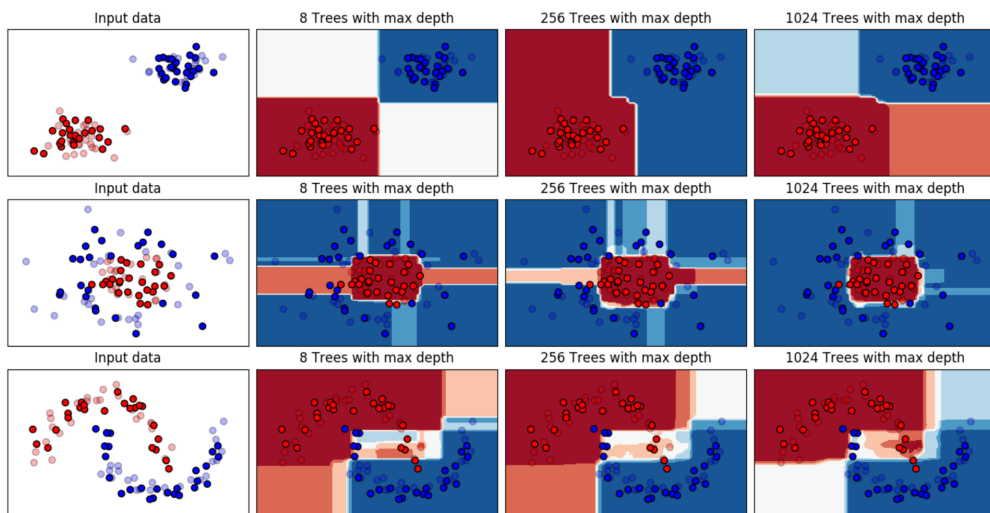 Input data
8 Trees with max depth
256 Trees with max depth
1024 Trees with max depth
Input data
8 Trees with max depth
256 Trees with max depth
1024 Trees with max depth
Input data
8 Trees with max depth
256 Trees with max depth
1024 Trees with max depth